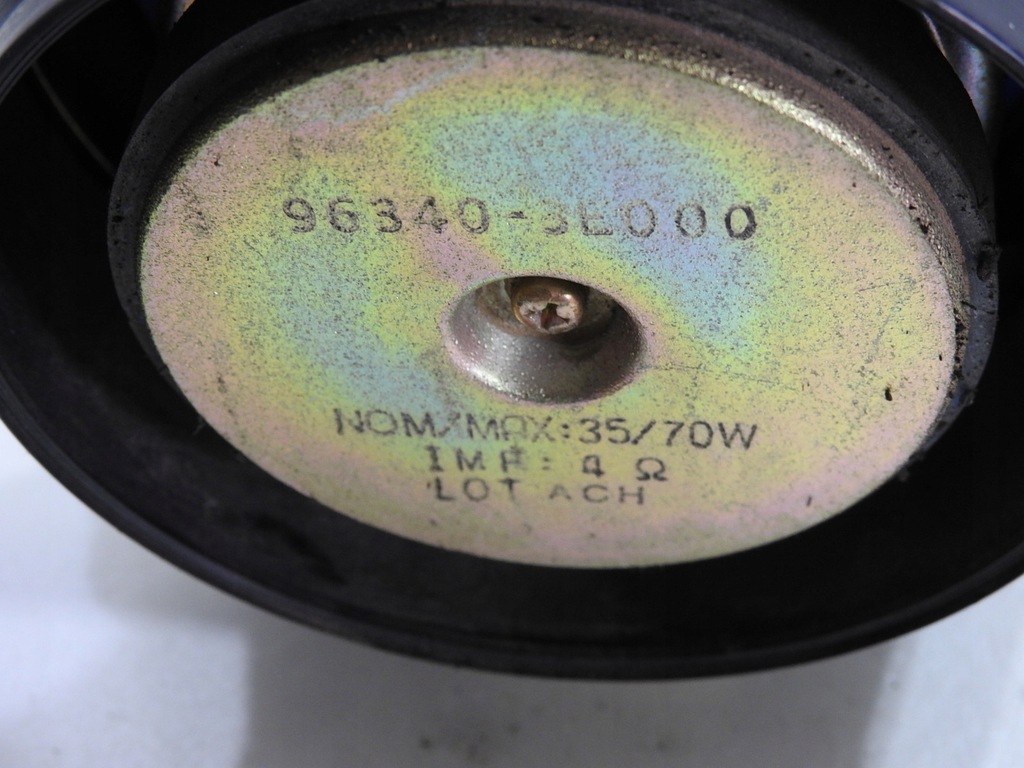 96340-3E000
NOM/MAX:35/70W
IMP: 4 Ω
LOT ACH